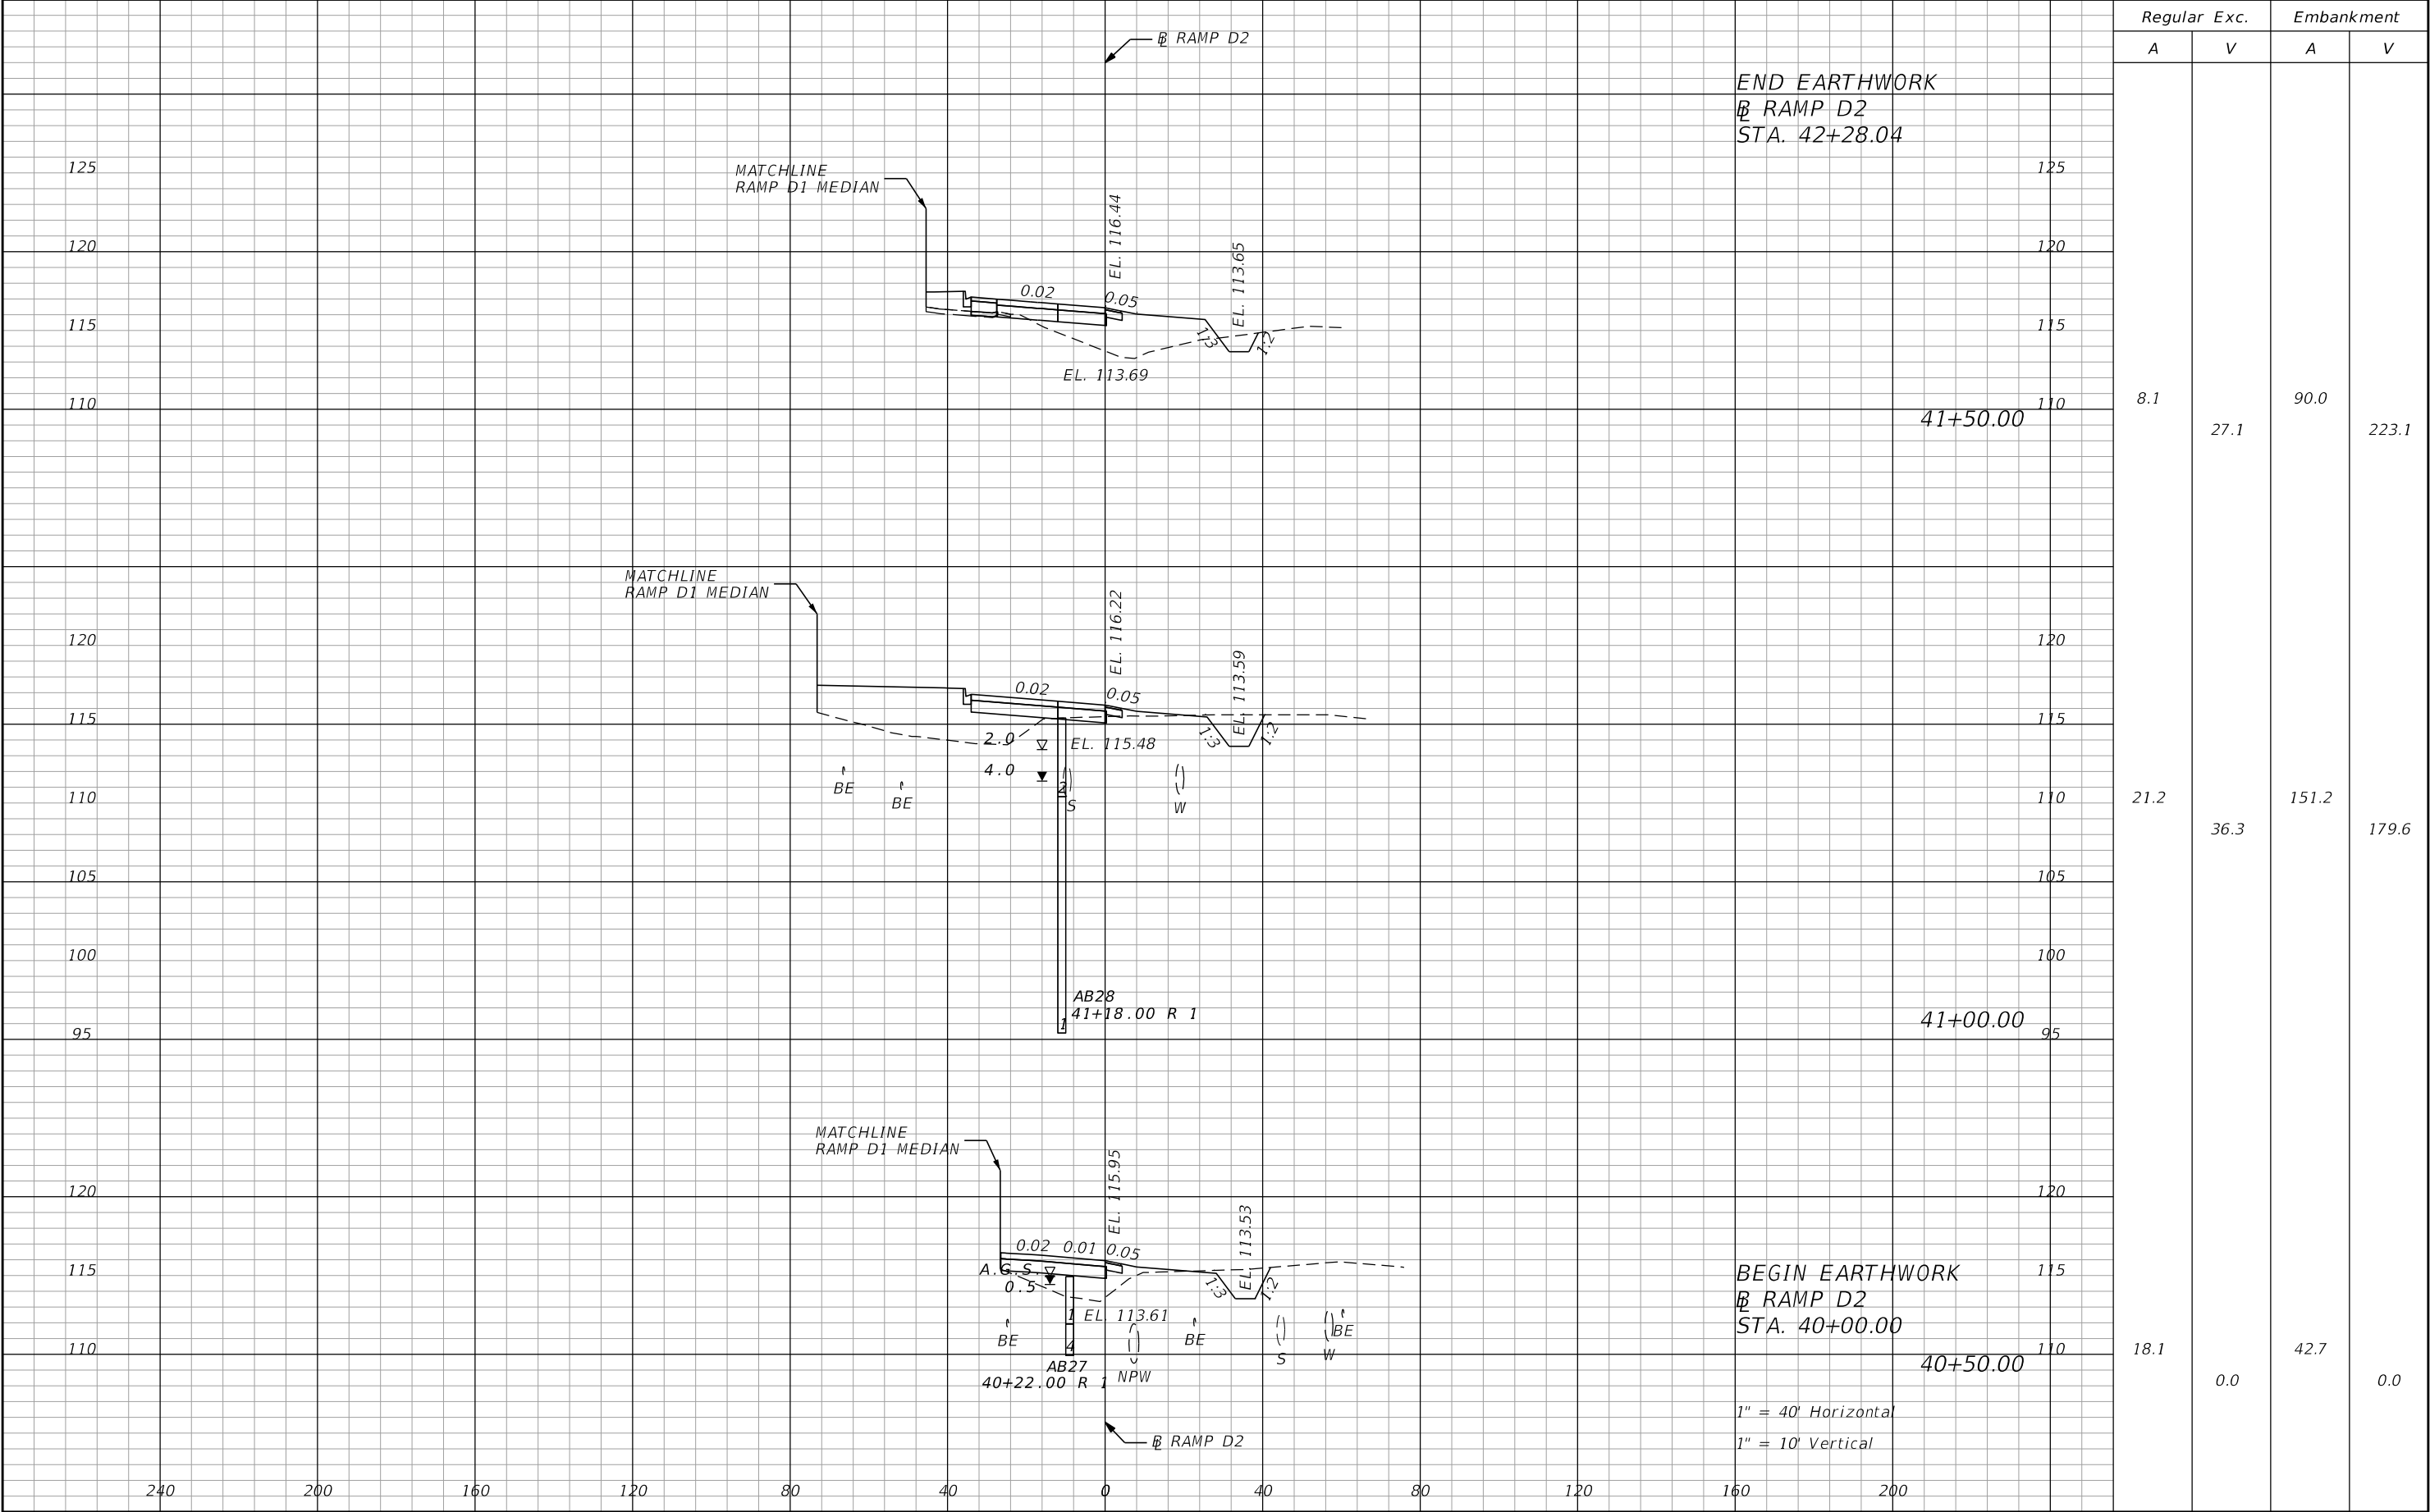 Regular Exc. Embankment
A V A V
℄ RAMP D2
END EARTHWORK
℄ RAMP D2
STA. 42+28.04
125 125
MATCHLINE
RAMP D1 MEDIAN
EL. 116.44
EL. 113.65
120 120
0.02 0.05
115 115
1:3 1:2
EL. 113.69
110 110
41+50.00
8.1 90.0
27.1 223.1
MATCHLINE
RAMP D1 MEDIAN
EL. 116.22
EL. 113.59
120 120
0.02 0.05
115 115
1:3 1:2
2.0 EL. 115.48
4.0
BE BE 2 S W
110 110
21.2 151.2
36.3 179.6
105 105
100 100
AB28
41+18.00 R 1
1
41+00.00
95 95
MATCHLINE
RAMP D1 MEDIAN
EL. 115.95
EL. 113.53
120 120
0.02 0.01 0.05
A.G.S.
0.5
115 115
1:3 1:2
BEGIN EARTHWORK
℄ RAMP D2
STA. 40+00.00
1 EL. 113.61
BE BE S W BE
4
110 110
AB27
40+22.00 R 1
NPW
40+50.00
18.1 42.7
0.0 0.0
1" = 40' Horizontal
1" = 10' Vertical
℄ RAMP D2
240 200 160 120 80 40 0 40 80 120 160 200